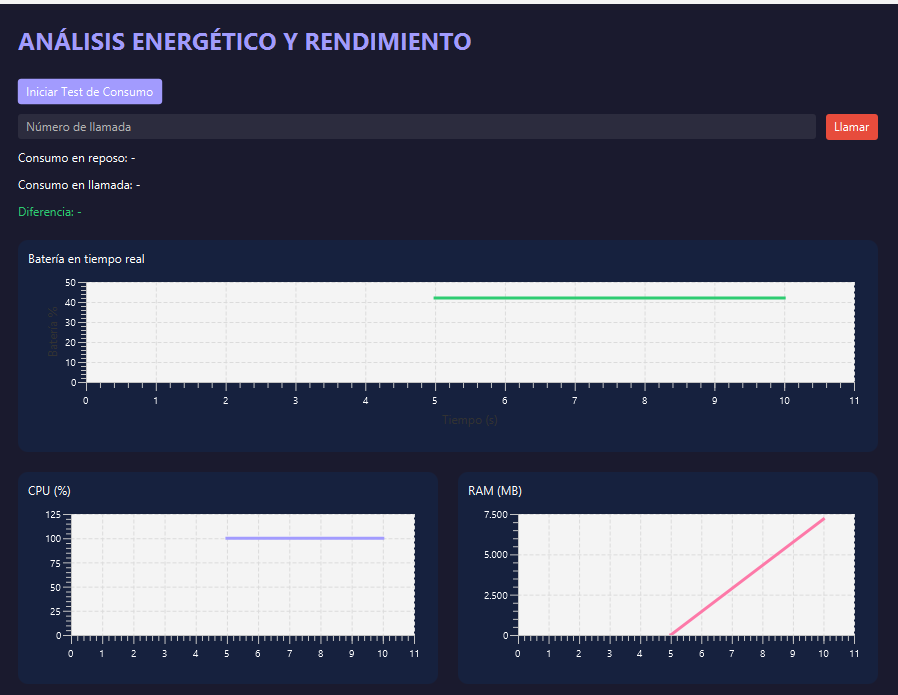 ANÁLISIS ENERGÉTICO Y RENDIMIENTO
Iniciar Test de Consumo
Número de llamada
Llamar
Consumo en reposo: -
Consumo en llamada: -
Diferencia: -
Batería en tiempo real
Batería %
50
40
30
20
10
0
0 1 2 3 4 5 6 7 8 9 10 11
Tiempo (s)
CPU (%)
125
100
75
50
25
0
0 1 2 3 4 5 6 7 8 9 10 11
RAM (MB)
7.500
5.000
2.500
0
0 1 2 3 4 5 6 7 8 9 10 11